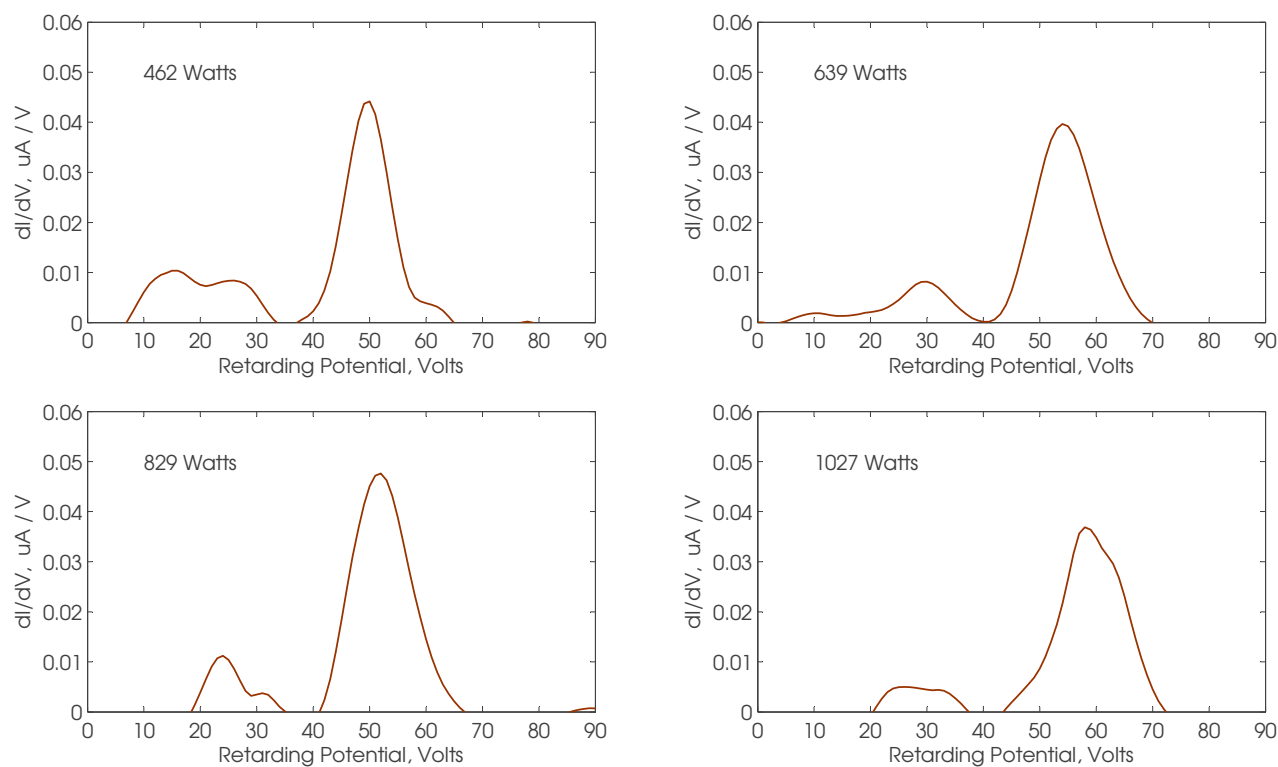 0.06
0.05
0.04
0.03
0.02
0.01
0
dI/dV, uA / V
462 Watts
0 10 20 30 40 50 60 70 80 90
Retarding Potential, Volts
0.06
0.05
0.04
0.03
0.02
0.01
0
dI/dV, uA / V
639 Watts
0 10 20 30 40 50 60 70 80 90
Retarding Potential, Volts
0.06
0.05
0.04
0.03
0.02
0.01
0
dI/dV, uA / V
829 Watts
0 10 20 30 40 50 60 70 80 90
Retarding Potential, Volts
0.06
0.05
0.04
0.03
0.02
0.01
0
dI/dV, uA / V
1027 Watts
0 10 20 30 40 50 60 70 80 90
Retarding Potential, Volts